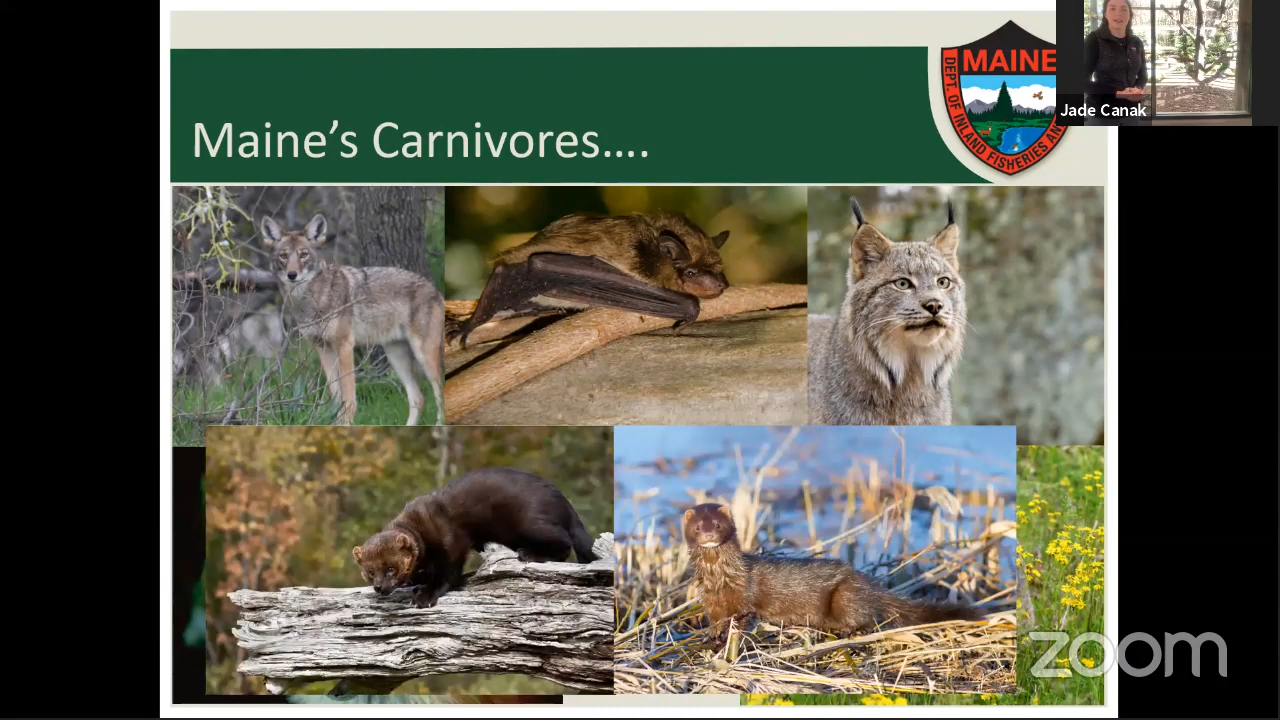 Maine's Carnivores....
MAINE
DEPT. OF INLAND FISHERIES AN
Jade Canak
zoom